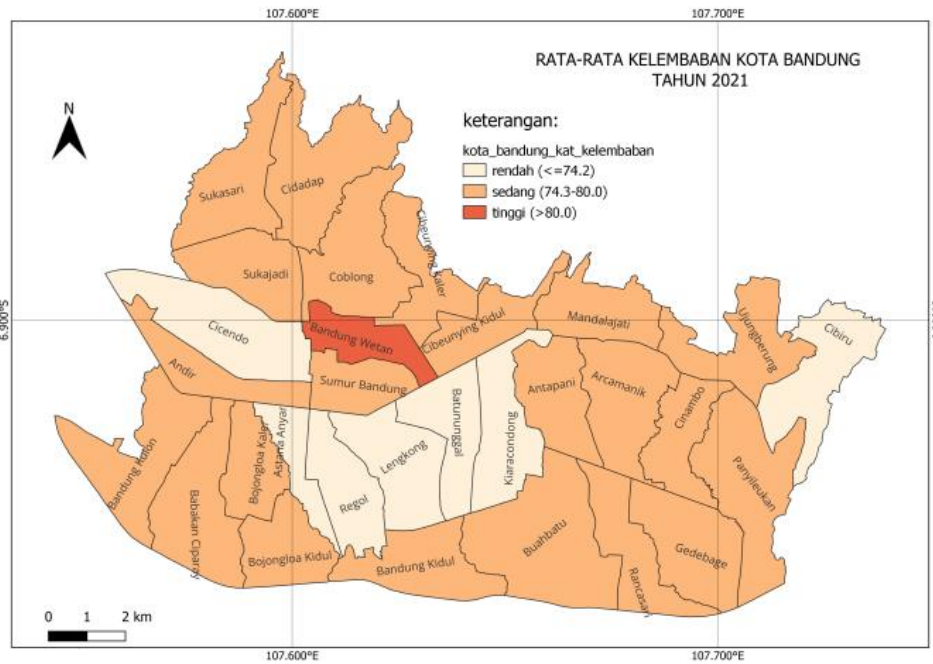 107.600°E
107.700°E
RATA-RATA KELEMBABAN KOTA BANDUNG
TAHUN 2021
N
keterangan:
kota_bandung_kat_kelembaban
rendah (<=74.2)
sedang (74.3-80.0)
tinggi (>80.0)
Sukasari
Cidadap
Cibeunying Kaler
Sukajadi
Coblong
6.900°S
Cicendo
Bandung Wetan
Cibeunying Kidul
Mandalajati
Ujungberung
Cibiru
Andir
Sumur Bandung
Antapani
Arcamanik
Cinambo
Bandung Kulon
Babakan Ciparay
Bojongloa Kaler
Astana Anyar
Regol
Lengkong
Batununggal
Kiaracondong
Panyileukan
Bojongloa Kidul
Bandung Kidul
Buahbatu
Rancasari
Gedebage
0 1 2 km
107.600°E
107.700°E